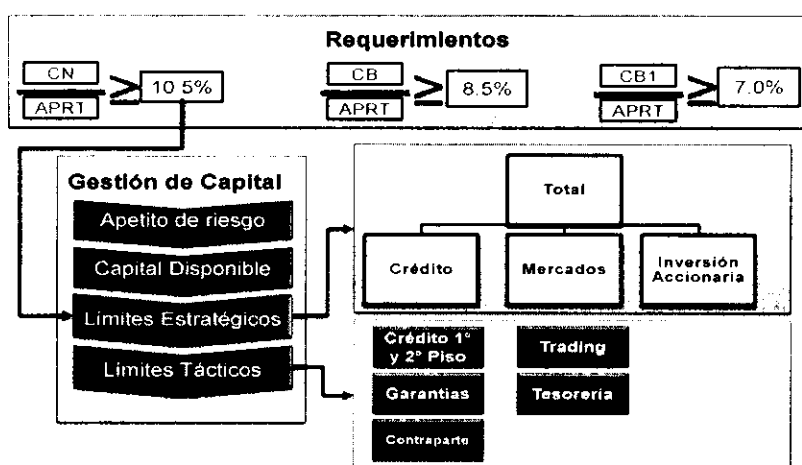 Requerimientos
CN
APRT
≥
10 5%
CB
APRT
≥
8.5%
CB1
APRT
≥
7.0%
Gestión de Capital
Apetito de riesgo
Capital Disponible
Límites Estratégicos
Límites Tácticos
Total
Crédito
Mercados
Inversión
Accionaria
Crédito 1°
y 2° Piso
Garantías
Contraparte
Trading
Tesorería